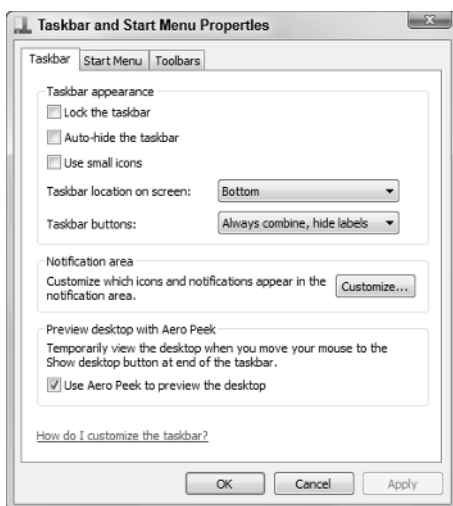 Taskbar and Start Menu Properties
Taskbar Start Menu Toolbars
Taskbar appearance
Lock the taskbar
Auto-hide the taskbar
Use small icons
Taskbar location on screen: Bottom
Taskbar buttons: Always combine, hide labels
Notification area
Customize which icons and notifications appear in the
notification area.
Customize...
Preview desktop with Aero Peek
Temporarily view the desktop when you move your mouse to the
Show desktop button at end of the taskbar.
Use Aero Peek to preview the desktop
How do I customize the taskbar?
OK Cancel Apply